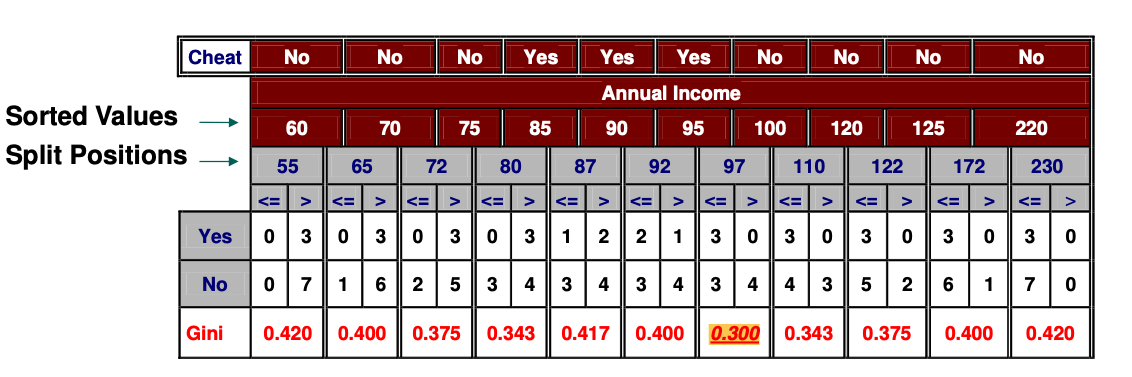 Cheat No No No Yes Yes Yes No No No No
Annual Income
Sorted Values 60 70 75 85 90 95 100 120 125 220
Split Positions 55 65 72 80 87 92 97 110 122 172 230
<= > <= > <= > <= > <= > <= > <= > <= > <= > <= > <= >
Yes 0 3 0 3 0 3 0 3 1 2 2 1 3 0 3 0 3 0 3 0 3 0
No 0 7 1 6 2 5 3 4 3 4 3 4 3 4 4 3 5 2 6 1 7 0
Gini 0.420 0.400 0.375 0.343 0.417 0.400 0.300 0.343 0.375 0.400 0.420